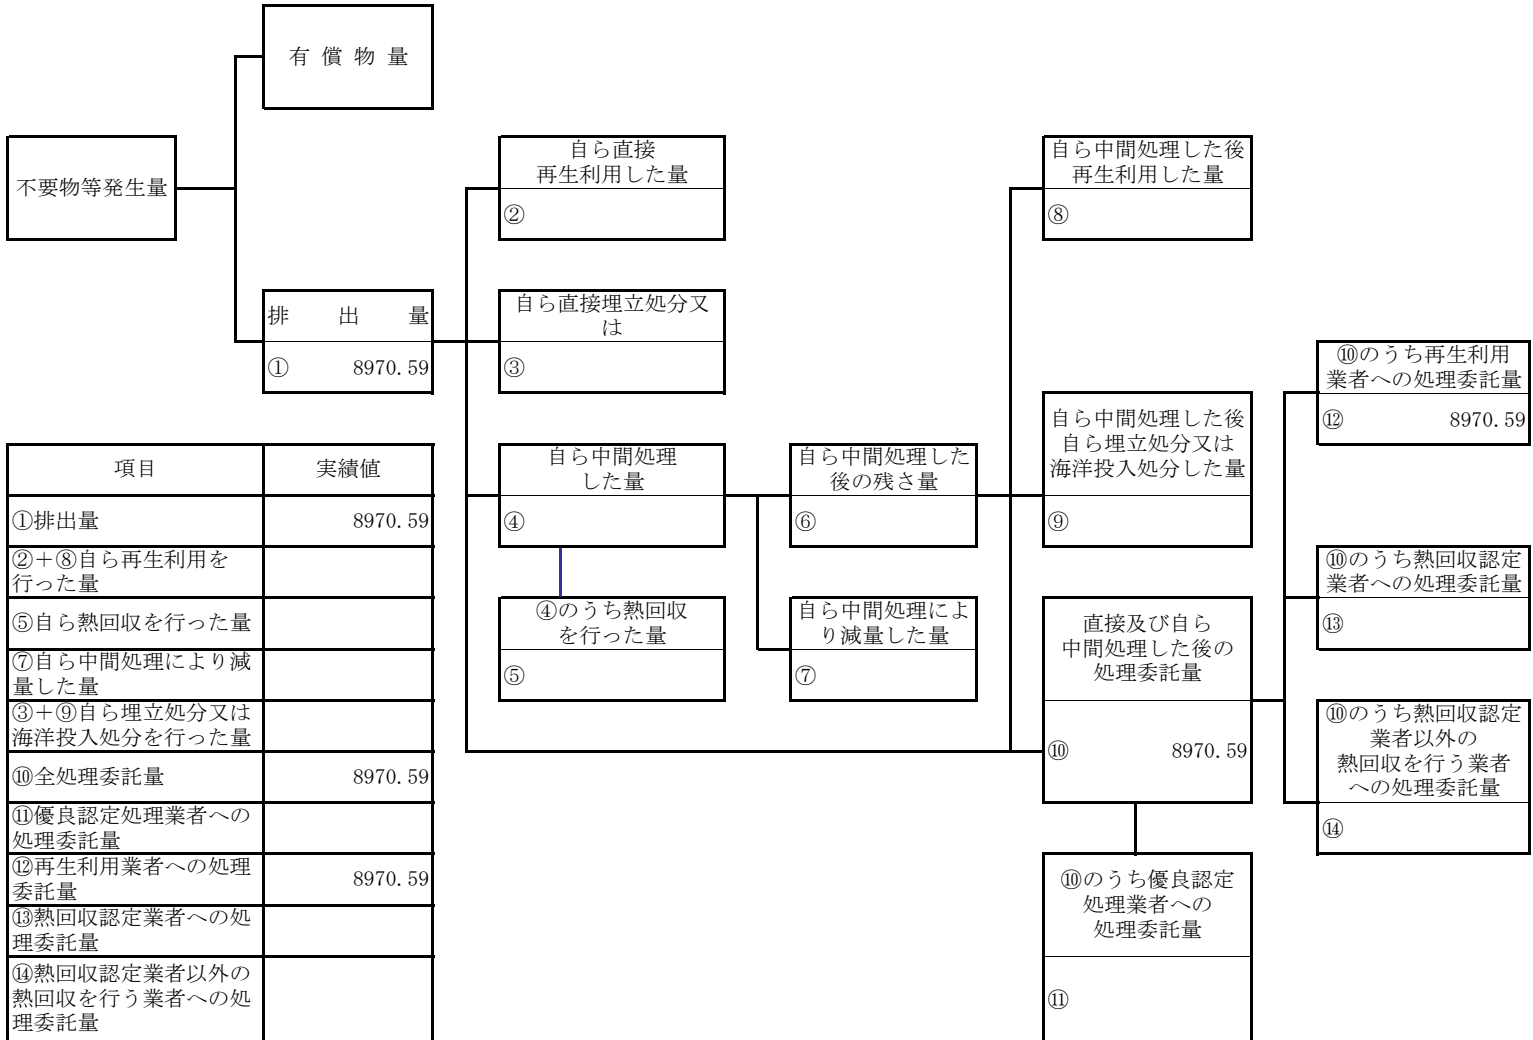 有償物量
不要物等発生量
排出量
① 8970.59
自ら直接
再生利用した量
②
自ら直接埋立処分又
は
③
自ら中間処理
した量
④
④のうち熱回収
を行った量
⑤
自ら中間処理した
後の残さ量
⑥
自ら中間処理によ
り減量した量
⑦
自ら中間処理した後
再生利用した量
⑧
自ら中間処理した後
自ら埋立処分又は
海洋投入処分した量
⑨
直接及び自ら
中間処理した後の
処理委託量
⑩ 8970.59
⑩のうち優良認定
処理業者への
処理委託量
⑪
⑩のうち再生利用
業者への処理委託量
⑫ 8970.59
⑩のうち熱回収認定
業者への処理委託量
⑬
⑩のうち熱回収認定
業者以外の
熱回収を行う業者
への処理委託量
⑭
項目 実績値
①排出量 8970.59
②+⑧自ら再生利用を
行った量
⑤自ら熱回収を行った量
⑦自ら中間処理により減
量した量
③+⑨自ら埋立処分又は
海洋投入処分を行った量
⑩全処理委託量 8970.59
⑪優良認定処理業者への
処理委託量
⑫再生利用業者への処理
委託量 8970.59
⑬熱回収認定業者への処
理委託量
⑭熱回収認定業者以外の
熱回収を行う業者への処
理委託量